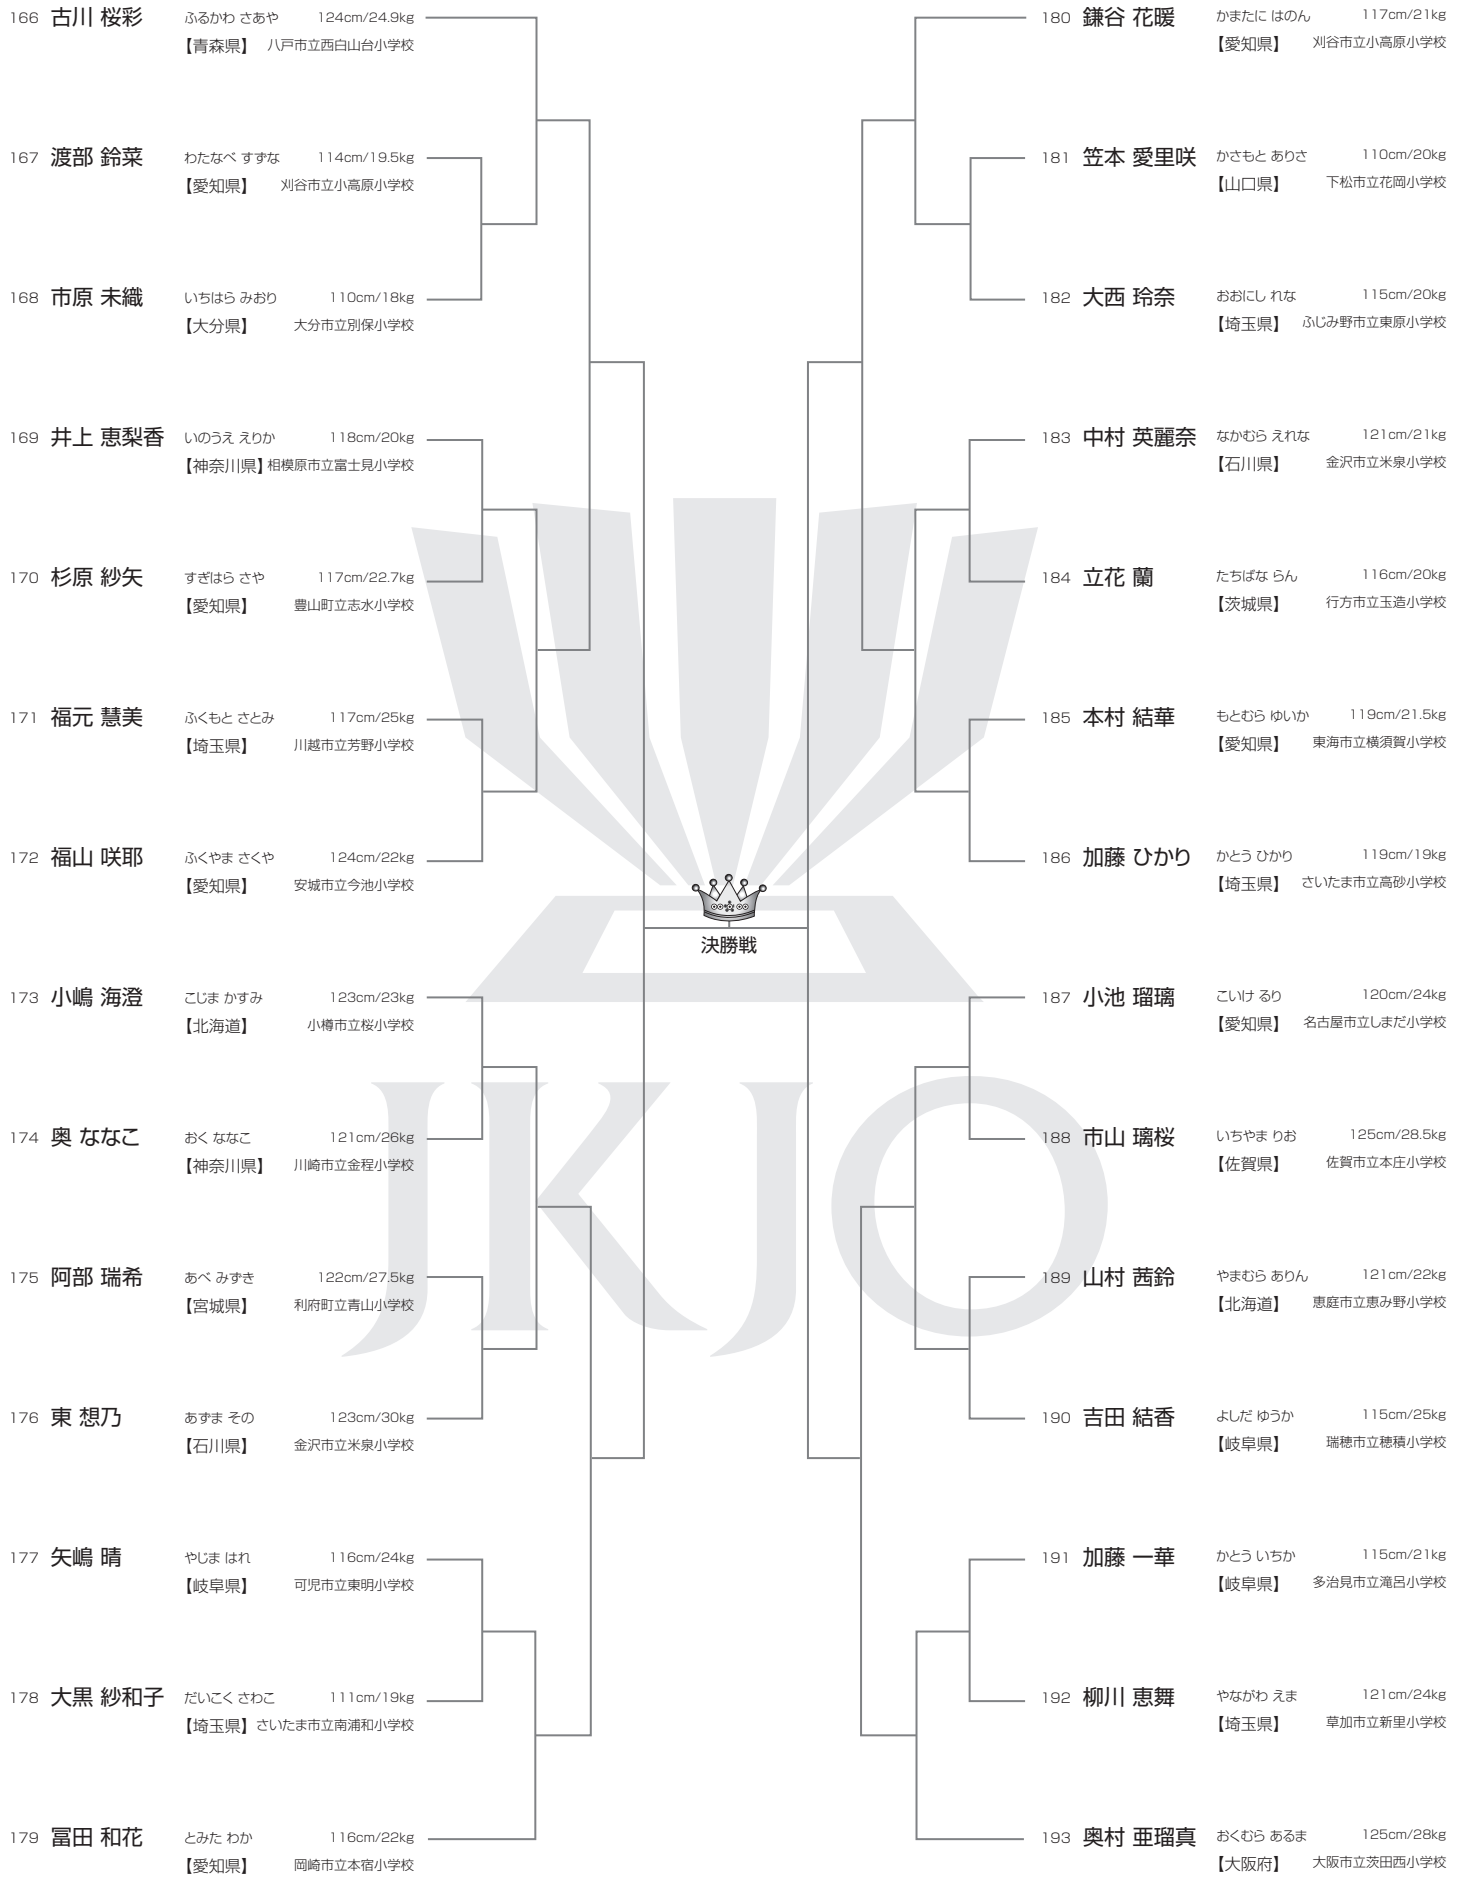 166 古川 桜彩 ふるかわ さあや 124cm/24.9kg
【青森県】 八戸市立西白山台小学校
167 渡部 鈴菜 わたなべ すずな 114cm/19.5kg
【愛知県】 刈谷市立小高原小学校
168 市原 未織 いちはら みおり 110cm/18kg
【大分県】 大分市立別保小学校
169 井上 恵梨香 いのうえ えりか 118cm/20kg
【神奈川県】 相模原市立富士見小学校
170 杉原 紗矢 すぎはら さや 117cm/22.7kg
【愛知県】 豊山町立志水小学校
171 福元 慧美 ふくもと さとみ 117cm/25kg
【埼玉県】 川越市立芳野小学校
172 福山 咲耶 ふくやま さくや 124cm/22kg
【愛知県】 安城市立今池小学校
173 小嶋 海澄 こじま かすみ 123cm/23kg
【北海道】 小樽市立桜小学校
174 奥 ななこ おく ななこ 121cm/26kg
【神奈川県】 川崎市立金程小学校
175 阿部 瑞希 あべ みずき 122cm/27.5kg
【宮城県】 利府町立青山小学校
176 東 想乃 あずま その 123cm/30kg
【石川県】 金沢市立米泉小学校
177 矢嶋 晴 やじま はれ 116cm/24kg
【岐阜県】 可児市立東明小学校
178 大黒 紗和子 だいこく さわこ 111cm/19kg
【埼玉県】 さいたま市立南浦和小学校
179 冨田 和花 とみた わか 116cm/22kg
【愛知県】 岡崎市立本宿小学校
決勝戦
JKJO
180 鎌谷 花暖 かまたに はのん 117cm/21kg
【愛知県】 刈谷市立小高原小学校
181 笠本 愛里咲 かさもと ありさ 110cm/20kg
【山口県】 下松市立花岡小学校
182 大西 玲奈 おおにし れな 115cm/20kg
【埼玉県】 ふじみ野市立東原小学校
183 中村 英麗奈 なかむら えれな 121cm/21kg
【石川県】 金沢市立米泉小学校
184 立花 蘭 たちばな らん 116cm/20kg
【茨城県】 行方市立玉造小学校
185 本村 結華 もとむら ゆいか 119cm/21.5kg
【愛知県】 東海市立横須賀小学校
186 加藤 ひかり かとう ひかり 119cm/19kg
【埼玉県】 さいたま市立高砂小学校
187 小池 瑠璃 こいけ るり 120cm/24kg
【愛知県】 名古屋市立しまだ小学校
188 市山 璃桜 いちやま りお 125cm/28.5kg
【佐賀県】 佐賀市立本庄小学校
189 山村 茜鈴 やまむら ありん 121cm/22kg
【北海道】 恵庭市立恵み野小学校
190 吉田 結香 よしだ ゆうか 115cm/25kg
【岐阜県】 瑞穂市立穂積小学校
191 加藤 一華 かとう いちか 115cm/21kg
【岐阜県】 多治見市立滝呂小学校
192 柳川 恵舞 やながわ えま 121cm/24kg
【埼玉県】 草加市立新里小学校
193 奥村 亜瑠真 おくむら あるま 125cm/28kg
【大阪府】 大阪市立茨田西小学校